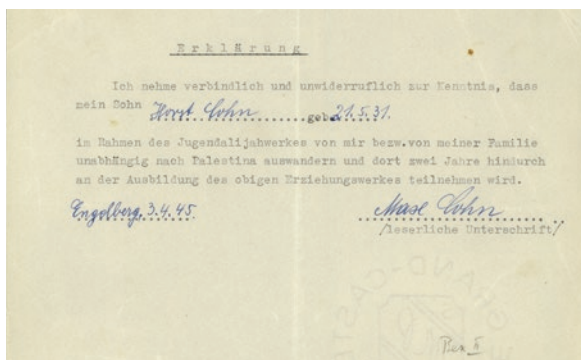 Erklärung
Ich nehme verbindlich und unwiderruflich zur Kenntnis, dass
mein Sohn Horst Cohn geb. 21.5.31.
im Rahmen des Jugendalijahwerkes von mir bezw.von meiner Familie
unabhängig nach Palestina auswandern und dort zwei Jahre hindurch
an der Ausbildung des obigen Erziehungswerkes teilnehmen wird.
Engelberg, 3.4.45. Cohn
/leserliche Unterschrift/
GRAND-